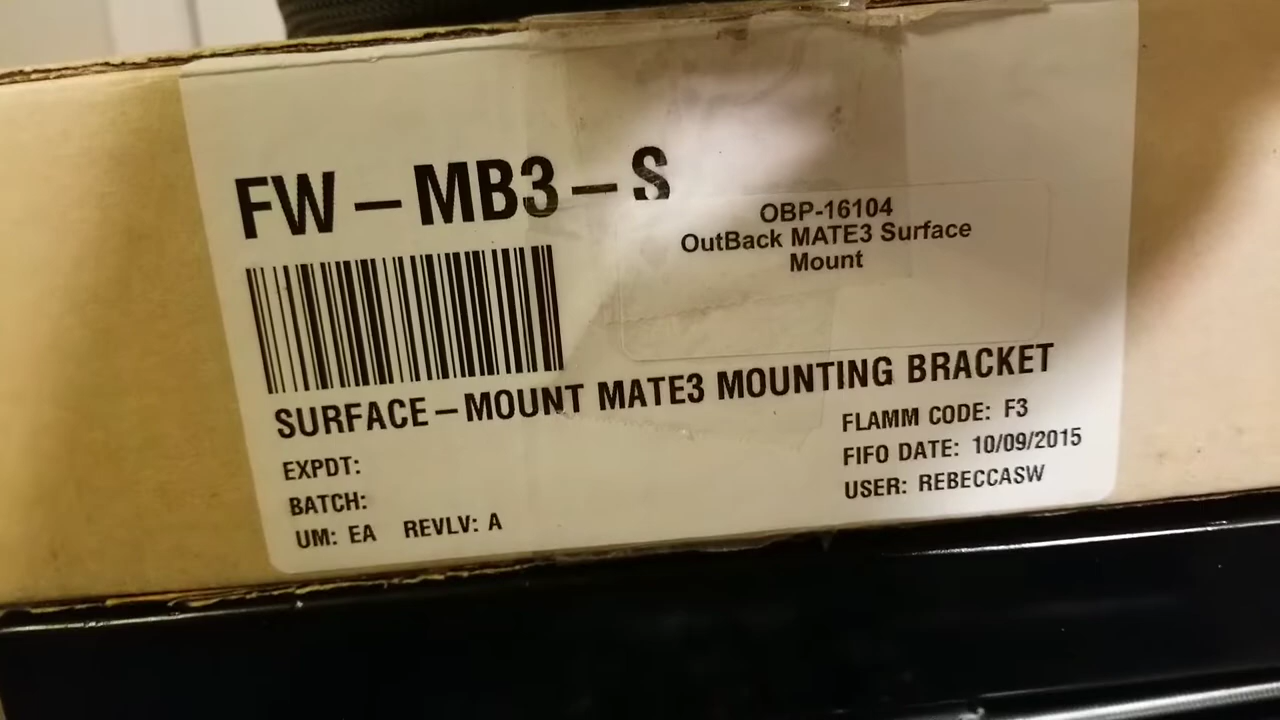 FW-MB3-S
OBP-16104
OutBack MATE3 Surface
Mount
SURFACE-MOUNT MATE3 MOUNTING BRACKET
EXPDT:
BATCH:
UM: EA REVLV: A
FLAMM CODE: F3
FIFO DATE: 10/09/2015
USER: REBECCASW